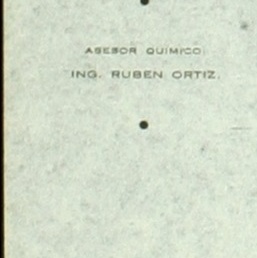 ASESOR QUIMICO:
ING. RUBEN ORTIZ.